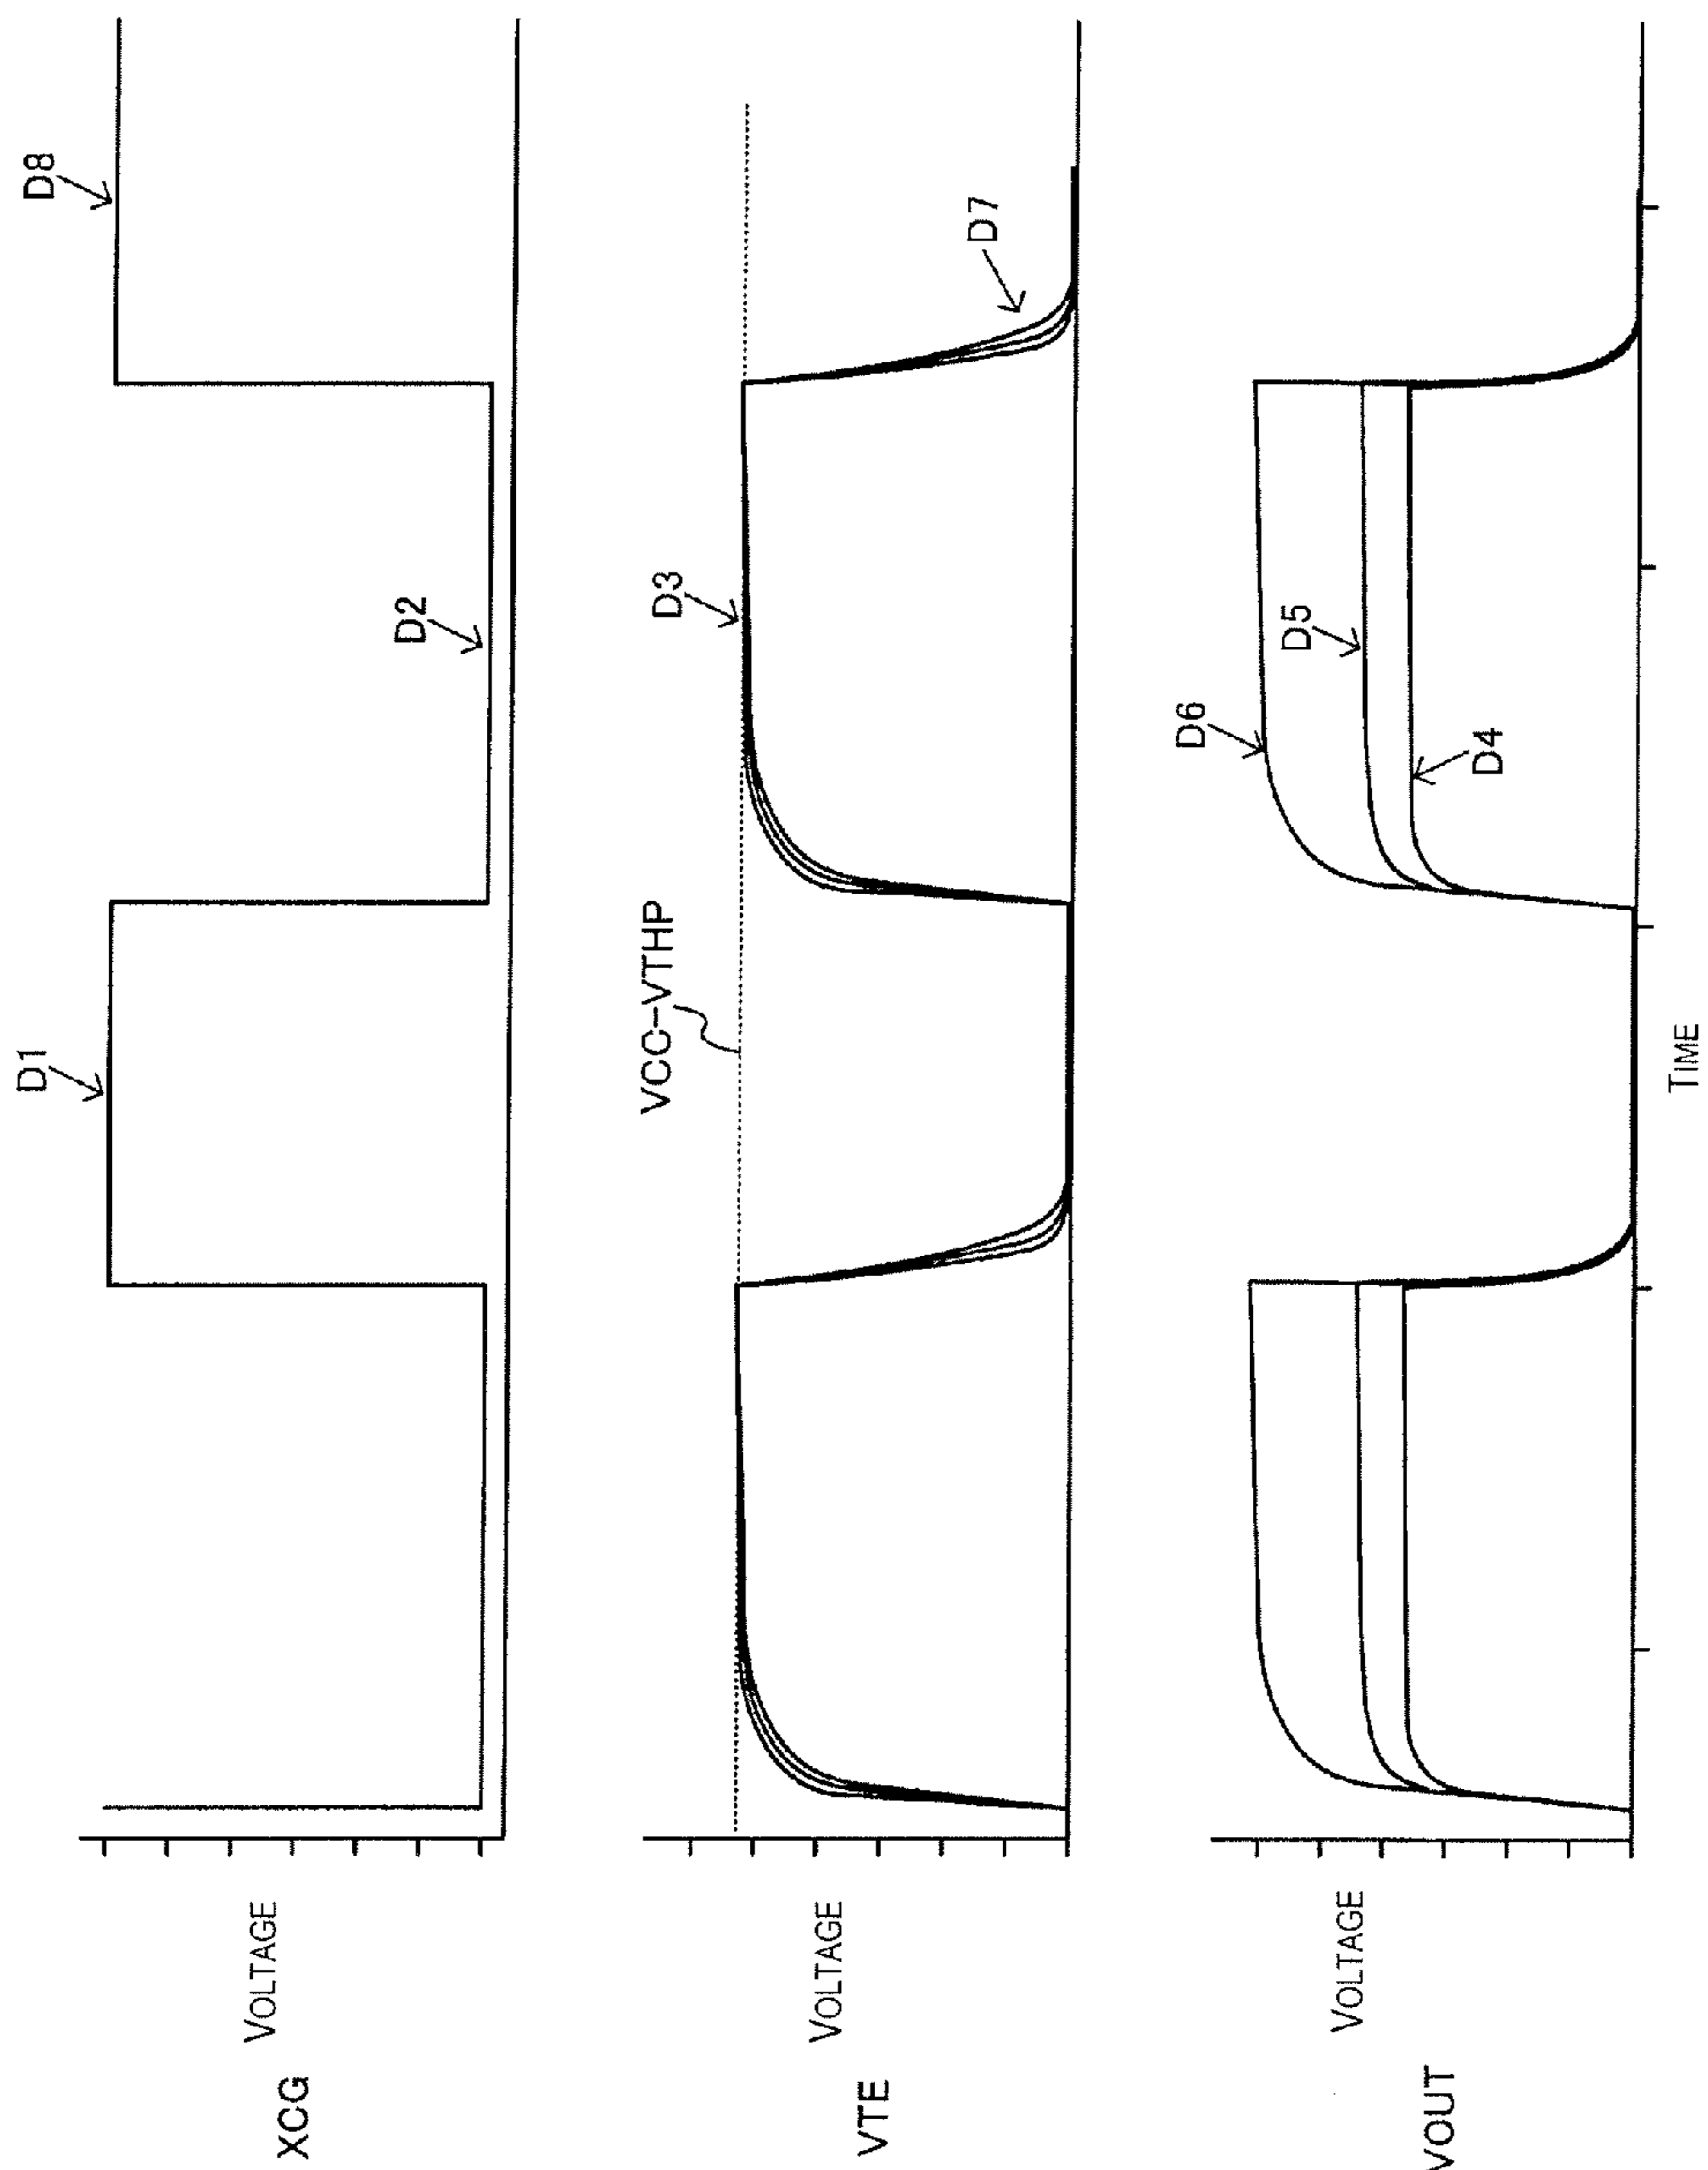 XCG
VOLTAGE
D1
D2
D8
VTE
VOLTAGE
VCC-VTHP
D3
D7
VOUT
VOLTAGE
D6
D5
D4
TIME